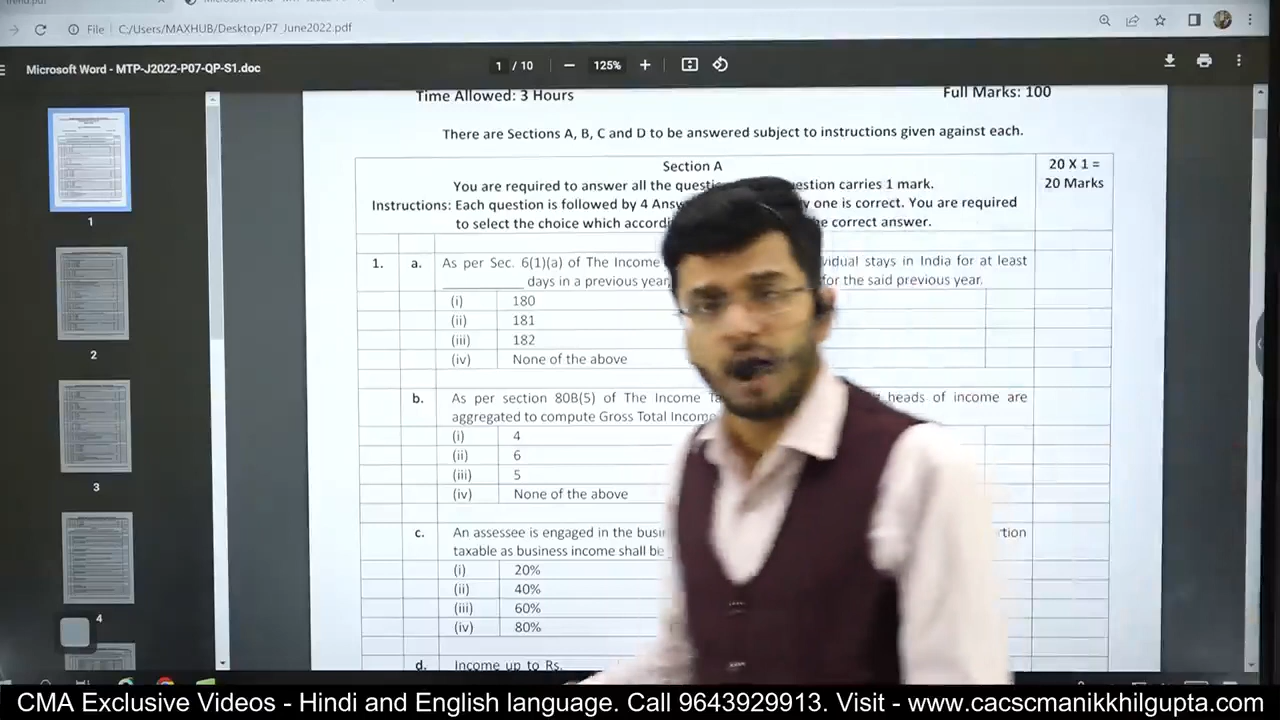 File C:/Users/MAXHUB/Desktop/P7_June2022.pdf
Microsoft Word - MTP-J2022-P07-QP-S1.doc
1 / 10
125%
Time Allowed: 3 Hours
Full Marks: 100
There are Sections A, B, C and D to be answered subject to instructions given against each.
Section A
20 X 1 =
20 Marks
You are required to answer all the estion carries 1 mark.
Instructions: Each question is followed by 4 one is correct. You are required
to select the choice which correct answer.
1. a. As per Sec 6(1)(a) of The Income stays in India for at least
days in a previous year, for the said previous year.
(i) 180
(ii) 181
(iii) 182
(iv) None of the above
b. As per section 80B(5) of The Income heads of income are
aggregated to compute Gross Total Income
(i) 4
(ii) 6
(iii) 5
(iv) None of the above
c. An assessee is engaged in the
taxable as business income shall be
(i) 20%
(ii) 40%
(iii) 60%
(iv) 80%
d. Income up to Rs.
1
2
3
4
CMA Exclusive Videos - Hindi and English language. Call 9643929913. Visit - www.cacscmanikkhilgupta.com